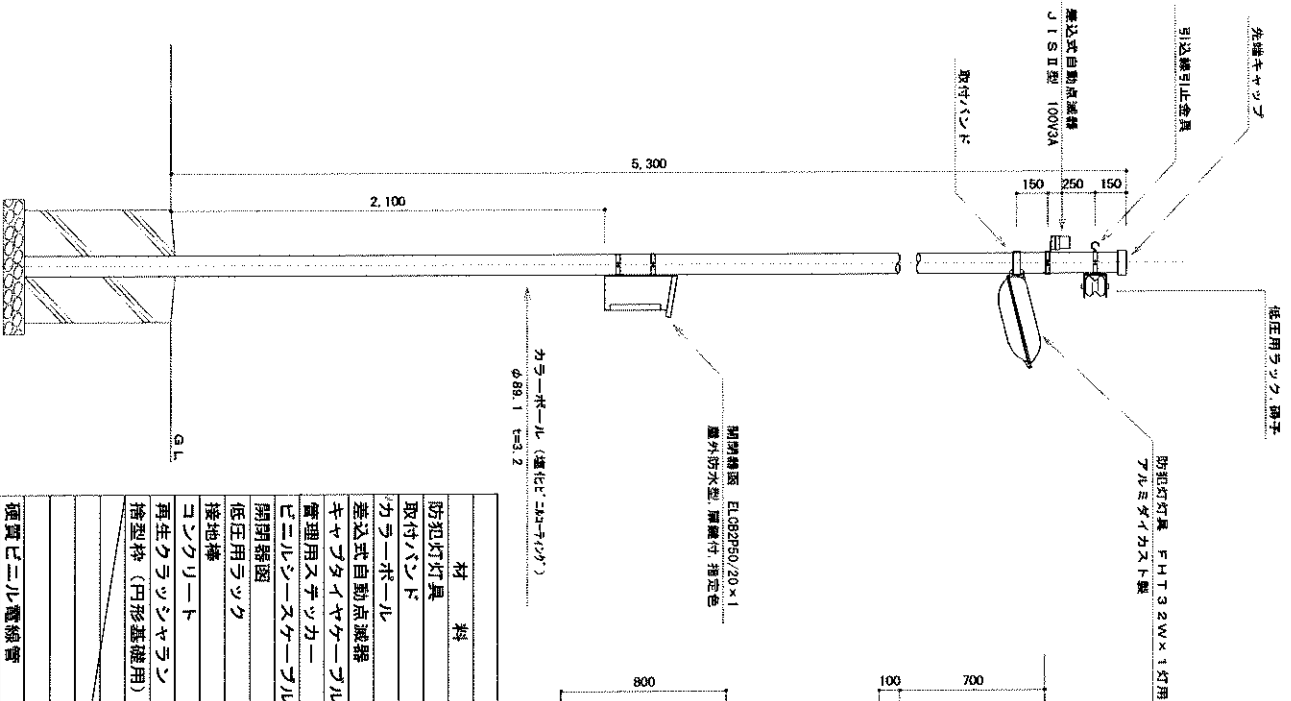 先端キャップ
引込線引止金具
差込式自動点滅器
JISⅡ型 100V3A
取付バンド
低圧用ラック、碍子
防犯灯灯具 FHT32W×1灯用
アルミダイカスト製
5,300
150
250
150
2,100
開閉器函 ELCB2P50/20×1
屋外防水型 扉鍵付 指定色
カラーポール（塩化ビニルコーティング）
φ89.1 t=3.2
GL
800
100
700
材料
防犯灯灯具
取付バンド
カラーポール
差込式自動点滅器
キャブタイヤケーブル
管理用ステッカー
ビニルシースケーブル
開閉器函
低圧用ラック
接地棒
コンクリート
再生クラッシャラン
捨型枠（円形基礎用）
硬質ビニル電線管